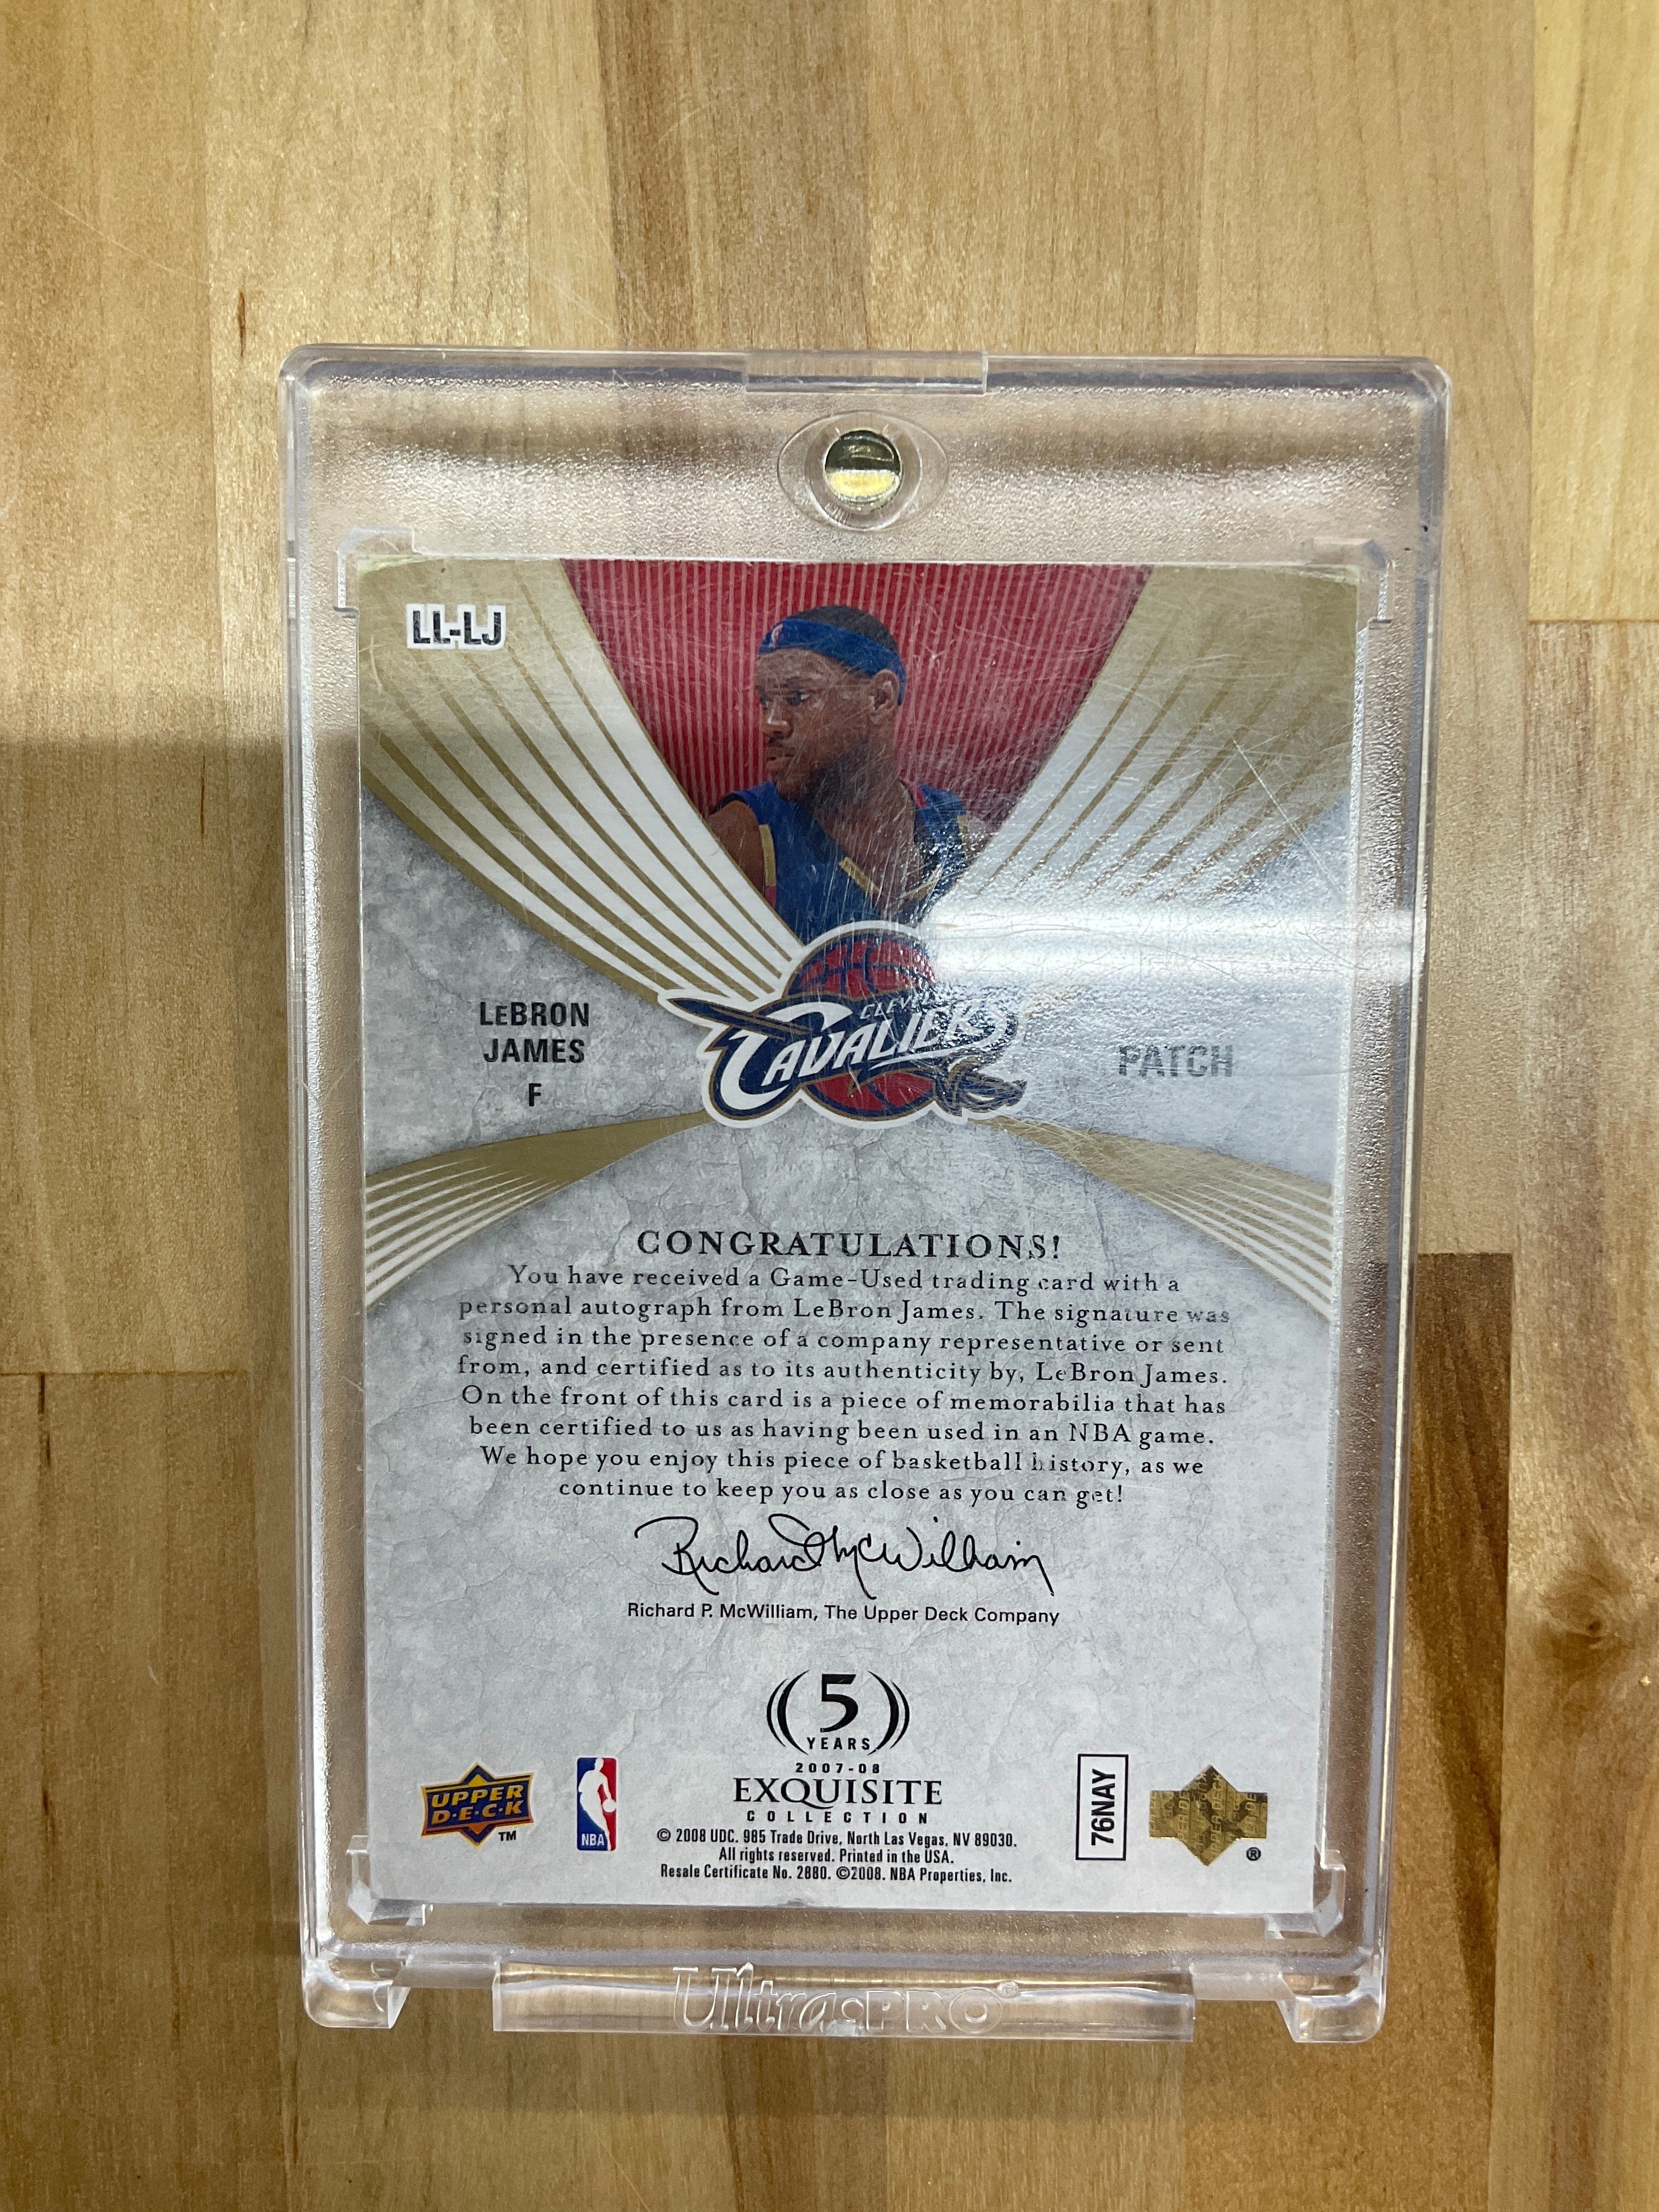 LL-LJ
LeBRON
JAMES
F
CLEVELAND
CAVALIERS
PATCH
CONGRATULATIONS!
You have received a Game-Used trading card with a
personal autograph from LeBron James. The signature was
signed in the presence of a company representative or sent
from, and certified as to its authenticity by, LeBron James.
On the front of this card is a piece of memorabilia that has
been certified to us as having been used in an NBA game.
We hope you enjoy this piece of basketball history, as we
continue to keep you as close as you can get!
Richard McWilliam
Richard P. McWilliam, The Upper Deck Company
5
YEARS
2007-08
EXQUISITE
COLLECTION
© 2008 UDC. 985 Trade Drive, North Las Vegas, NV 89030.
All rights reserved. Printed in the USA.
Resale Certificate No. 2880. ©2008. NBA Properties, Inc.
UPPER
D·E·C·K
TM
NBA
76NAY
®
Ultra·PRO®